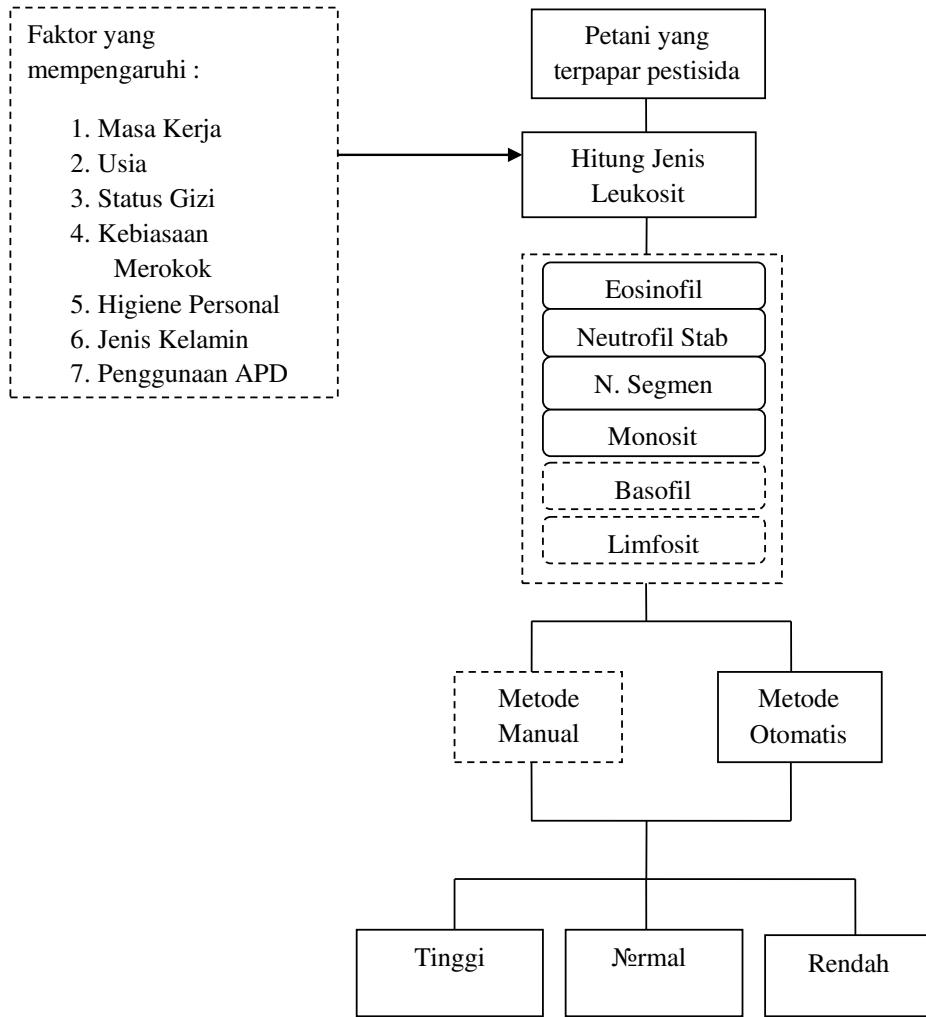 Faktor yang
mempengaruhi :
1. Masa Kerja
2. Usia
3. Status Gizi
4. Kebiasaan
Merokok
5. Higiene Personal
6. Jenis Kelamin
7. Penggunaan APD
Petani yang
terpapar pestisida
Hitung Jenis
Leukosit
Eosinofil
Neutrofil Stab
N. Segmen
Monosit
Basofil
Limfosit
Metode
Manual
Metode
Otomatis
Tinggi
№rmal
Rendah